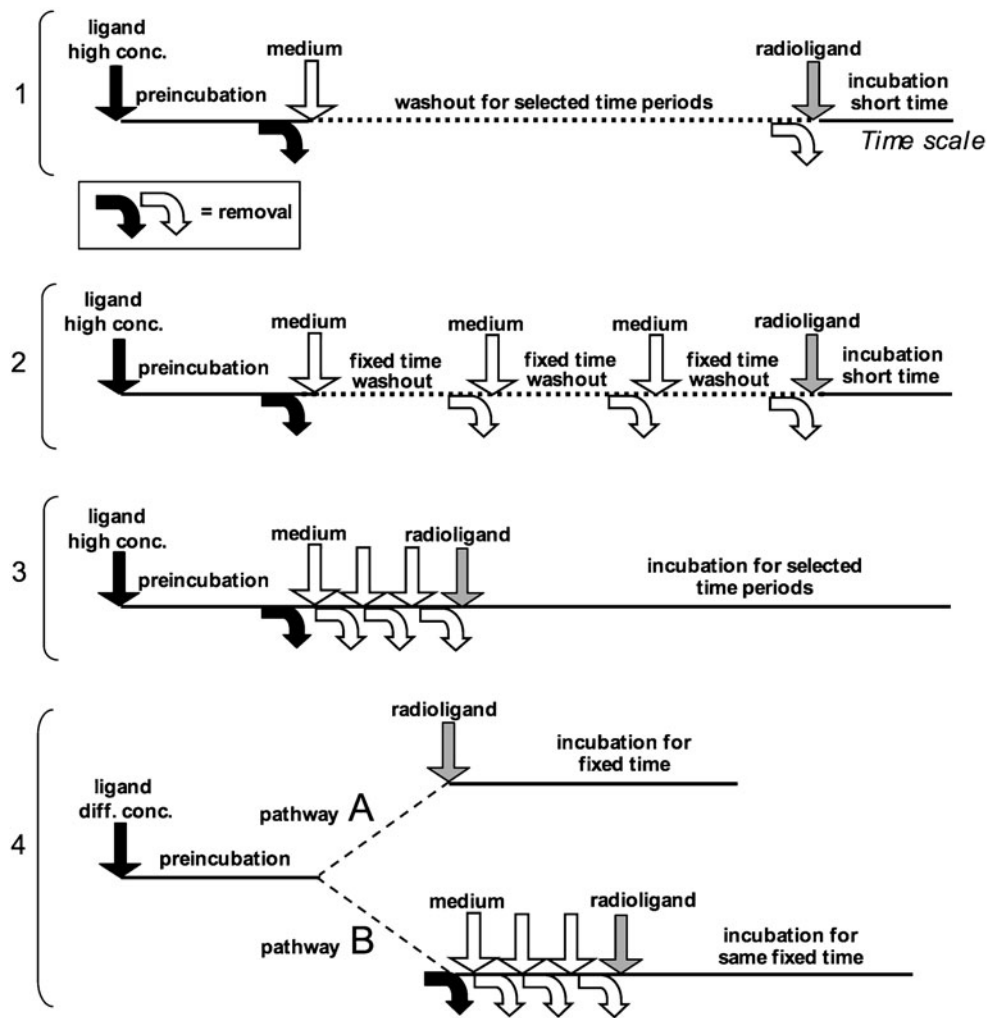 1
ligand
high conc.
preincubation
medium
washout for selected time periods
radioligand
incubation
short time
Time scale
= removal
2
ligand
high conc.
preincubation
medium
fixed time
washout
medium
fixed time
washout
medium
fixed time
washout
radioligand
incubation
short time
3
ligand
high conc.
preincubation
medium
radioligand
incubation for selected
time periods
4
ligand
diff. conc.
preincubation
pathway A
radioligand
incubation for
fixed time
pathway B
medium
radioligand
incubation for
same fixed time